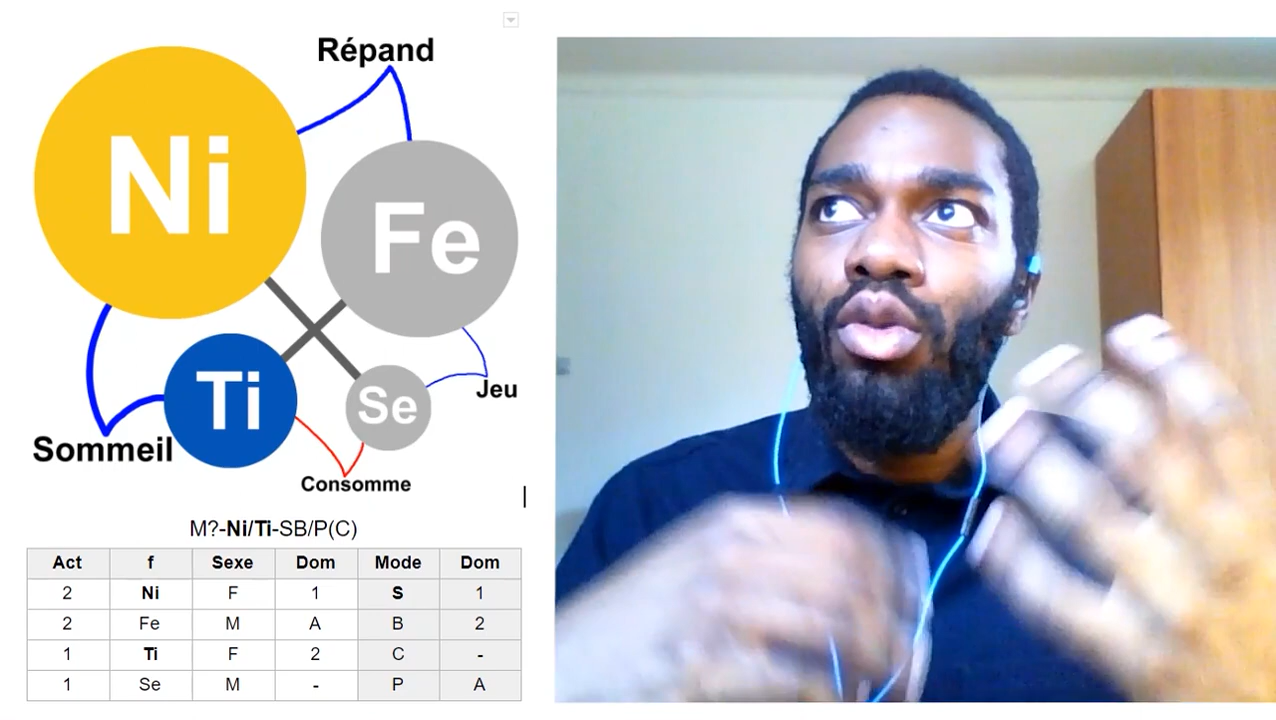 Répand
Ni
Fe
Ti
Se
Jeu
Sommeil
Consomme
M?-Ni/Ti-SB/P(C)
Act f Sexe Dom Mode Dom
2 Ni F 1 S 1
2 Fe M A B 2
1 Ti F 2 C -
1 Se M - P A